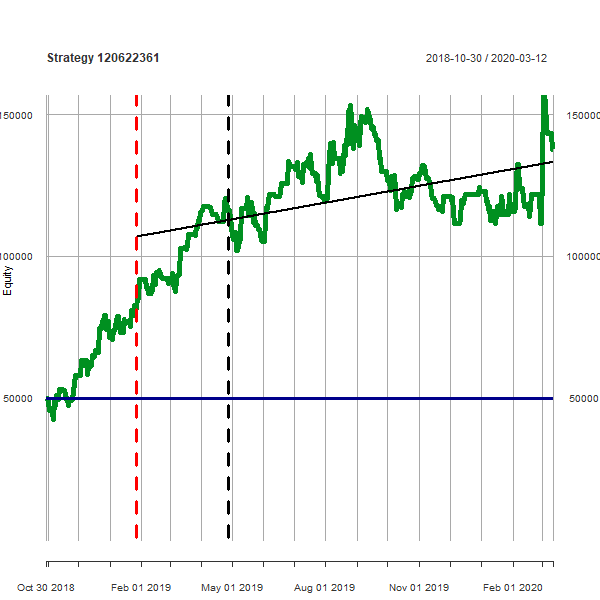 Strategy 120622361
2018-10-30 / 2020-03-12
150000
150000
100000
100000
Equity
50000
50000
Oct 30 2018
Feb 01 2019
May 01 2019
Aug 01 2019
Nov 01 2019
Feb 01 2020